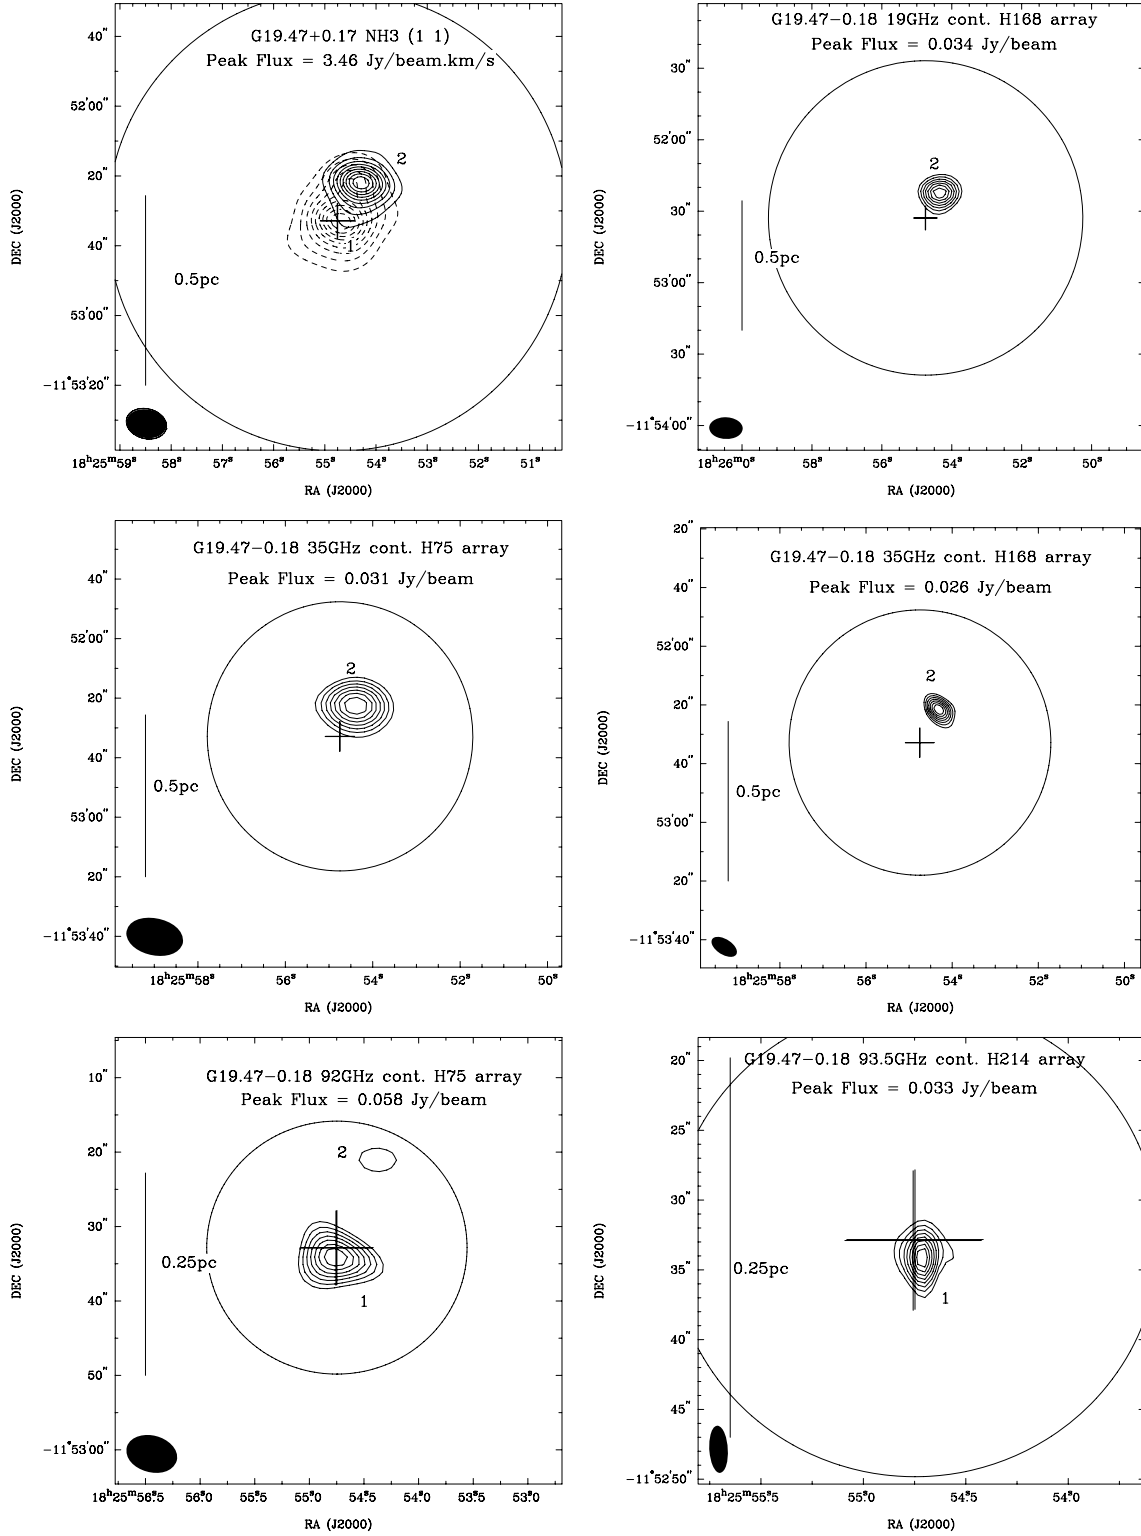 G19.47+0.17 NH3 (1 1)
Peak Flux = 3.46 Jy/beam.km/s
40"
52'00"
20"
40"
53'00"
-11°53'20"
DEC (J2000)
2
1
0.5pc
18h25m59s 58s 57s 56s 55s 54s 53s 52s 51s
RA (J2000)
G19.47-0.18 19GHz cont. H168 array
Peak Flux = 0.034 Jy/beam
30"
52'00"
30"
53'00"
30"
-11°54'00"
DEC (J2000)
2
0.5pc
18h26m0s 58s 56s 54s 52s 50s
RA (J2000)
G19.47-0.18 35GHz cont. H75 array
Peak Flux = 0.031 Jy/beam
40"
52'00"
20"
40"
53'00"
20"
-11°53'40"
DEC (J2000)
2
0.5pc
18h25m58s 56s 54s 52s 50s
RA (J2000)
G19.47-0.18 35GHz cont. H168 array
Peak Flux = 0.026 Jy/beam
20"
40"
52'00"
20"
40"
53'00"
20"
-11°53'40"
DEC (J2000)
2
0.5pc
18h25m58s 56s 54s 52s 50s
RA (J2000)
G19.47-0.18 92GHz cont. H75 array
Peak Flux = 0.058 Jy/beam
10"
20"
30"
40"
50"
-11°53'00"
DEC (J2000)
2
1
0.25pc
18h25m56s.5 56s.0 55s.5 55s.0 54s.5 54s.0 53s.5 53s.0
RA (J2000)
G19.47-0.18 93.5GHz cont. H214 array
Peak Flux = 0.033 Jy/beam
20"
25"
30"
35"
40"
45"
-11°52'50"
DEC (J2000)
1
0.25pc
18h25m55s.5 55s.0 54s.5 54s.0
RA (J2000)